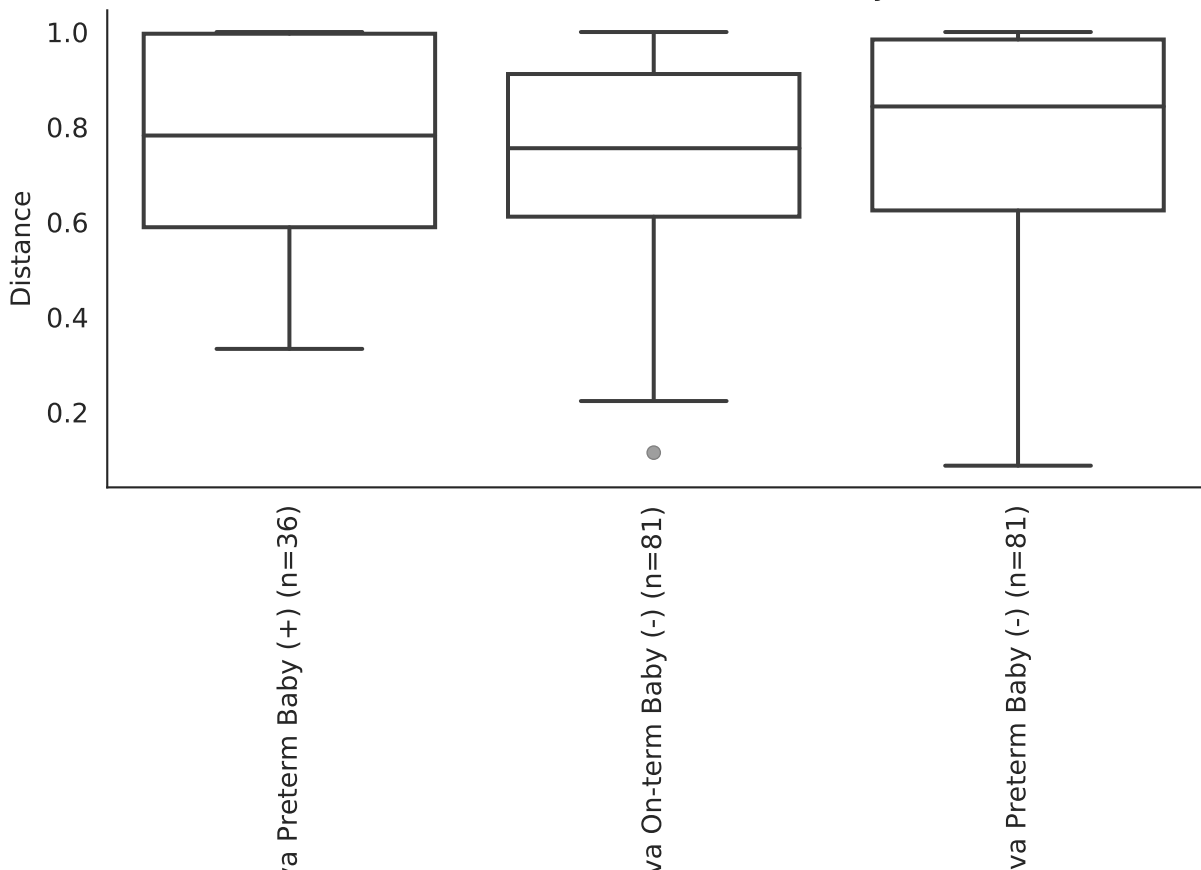 1.0
0.8
0.6
0.4
0.2
Distance
va Preterm Baby (+) (n=36)
va On-term Baby (-) (n=81)
va Preterm Baby (-) (n=81)